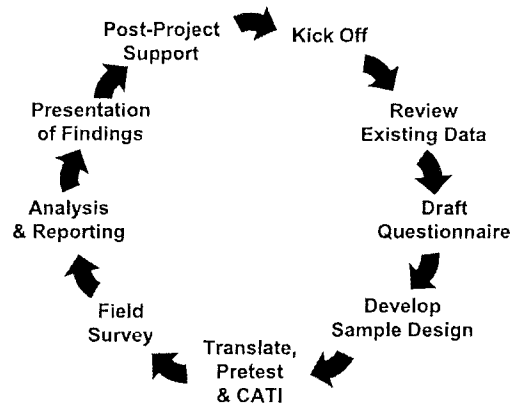 Post-Project
Support
Kick Off
Review
Existing Data
Draft
Questionnaire
Develop
Sample Design
Translate,
Pretest
& CATI
Field
Survey
Analysis
& Reporting
Presentation
of Findings